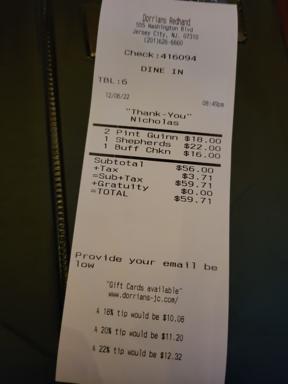 Dorrians Redhand
555 Washington Blvd
Jersey City, NJ. 07310
(201)626-6660
Check:416094
DINE IN
TBL:6
12/06/22 08:49pm
"Thank-You"
Nicholas
2 Pint Guinn $18.00
1 Shepherds $22.00
1 Buff Chkn $16.00
Subtotal $56.00
+Tax $3.71
=Sub+Tax $59.71
+Gratuity $0.00
=TOTAL $59.71
Provide your email be
low
"Gift Cards available"
www.dorrians-jc.com/
A 18% tip would be $10.08
A 20% tip would be $11.20
A 22% tip would be $12.32